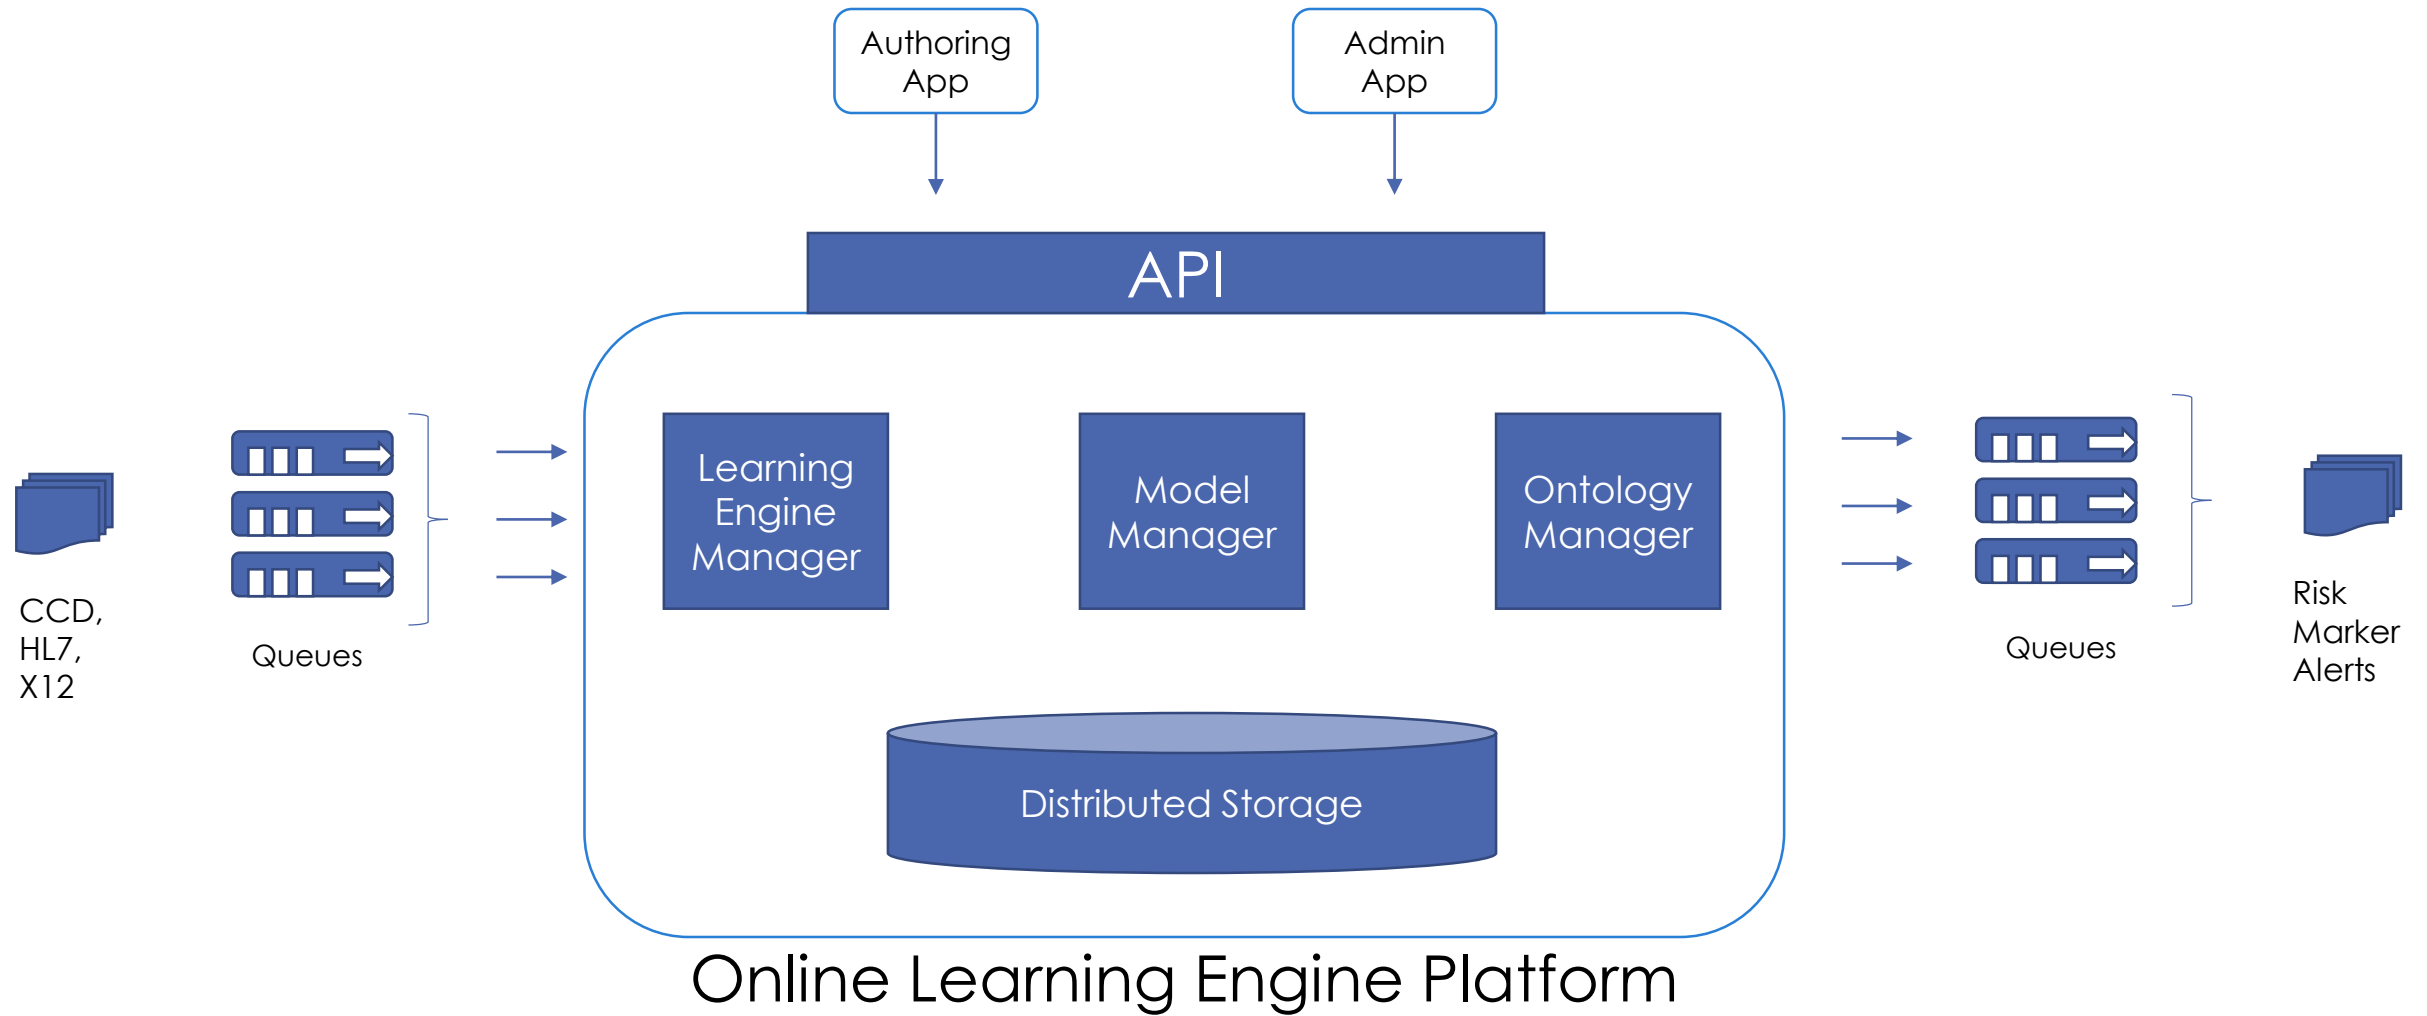 Authoring
App
Admin
App
API
Learning
Engine
Manager
Model
Manager
Ontology
Manager
CCD,
HL7,
X12
Queues
Queues
Risk
Marker
Alerts
Distributed Storage
Online Learning Engine Platform